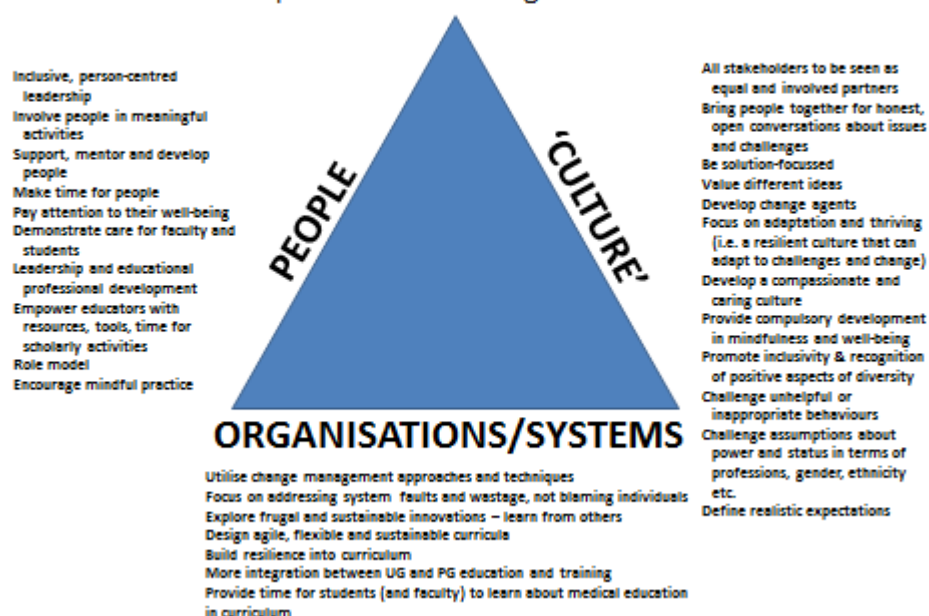 Inclusive, person-centred
leadership
Involve people in meaningful
activities
Support, mentor and develop
people
Make time for people
Pay attention to their well-being
Demonstrate care for faculty and
students
Leadership and educational
professional development
Empower educators with
resources, tools, time for
scholarly activities
Role model
Encourage mindful practice
PEOPLE
'CULTURE'
All stakeholders to be seen as
equal and involved partners
Bring people together for honest,
open conversations about issues
and challenges
Be solution-focussed
Value different ideas
Develop change agents
Focus on adaptation and thriving
(i.e. a resilient culture that can
adapt to challenges and change)
Develop a compassionate and
caring culture
Provide compulsory development
in mindfulness and well-being
Promote inclusivity & recognition
of positive aspects of diversity
Challenge unhelpful or
inappropriate behaviours
Challenge assumptions about
power and status in terms of
professions, gender, ethnicity
etc.
Define realistic expectations
ORGANISATIONS/SYSTEMS
Utilise change management approaches and techniques
Focus on addressing system faults and wastage, not blaming individuals
Explore frugal and sustainable innovations – learn from others
Design agile, flexible and sustainable curricula
Build resilience into curriculum
More integration between UG and PG education and training
Provide time for students (and faculty) to learn about medical education
in curriculum